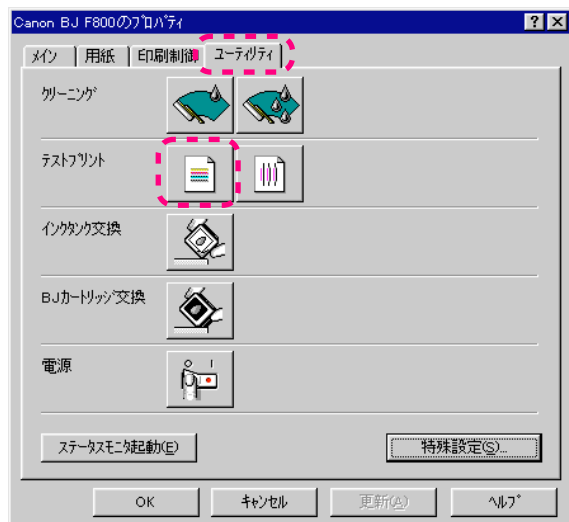 Canon BJ F800のﾌﾟﾛﾊﾟﾃｨ
ﾒｲﾝ 用紙 印刷制御 ﾕｰﾃｨﾘﾃｨ
ｸﾘｰﾆﾝｸﾞ
ﾃｽﾄﾌﾟﾘﾝﾄ
ｲﾝｸﾀﾝｸ交換
BJｶｰﾄﾘｯｼﾞ交換
電源
ｽﾃｰﾀｽﾓﾆﾀ起動(E) 特殊設定(S)...
OK ｷｬﾝｾﾙ 更新(A) ﾍﾙﾌﾟ